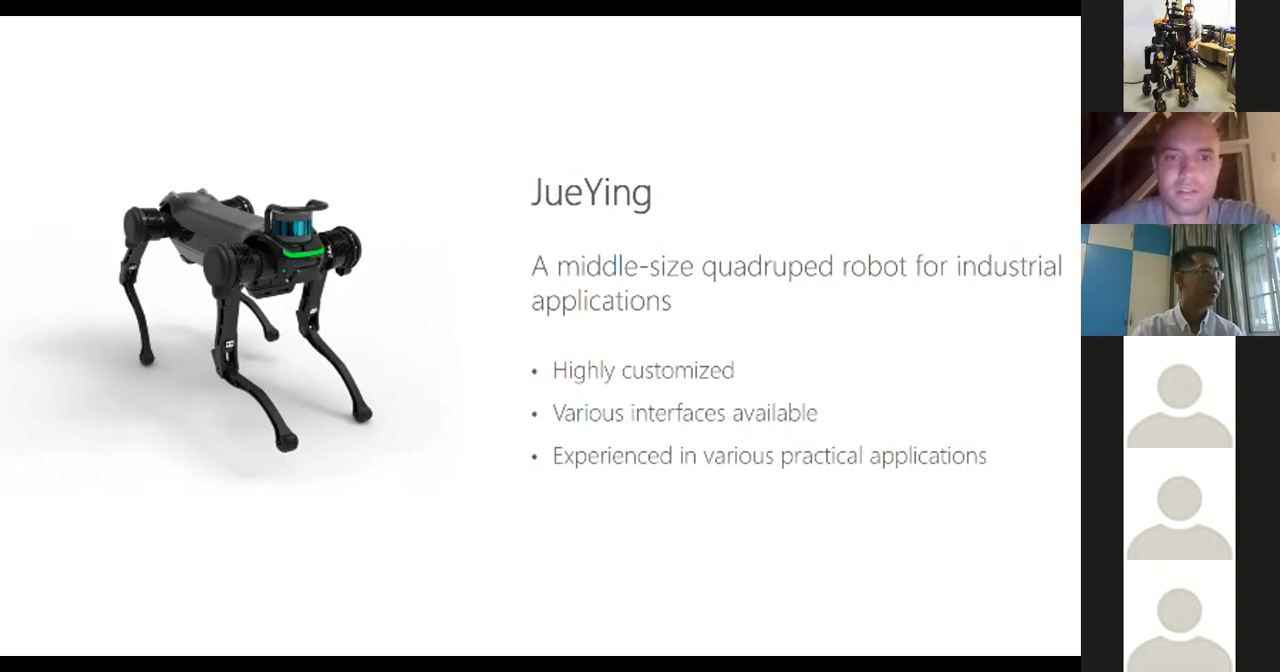 JueYing
A middle-size quadruped robot for industrial
applications
• Highly customized
• Various interfaces available
• Experienced in various practical applications